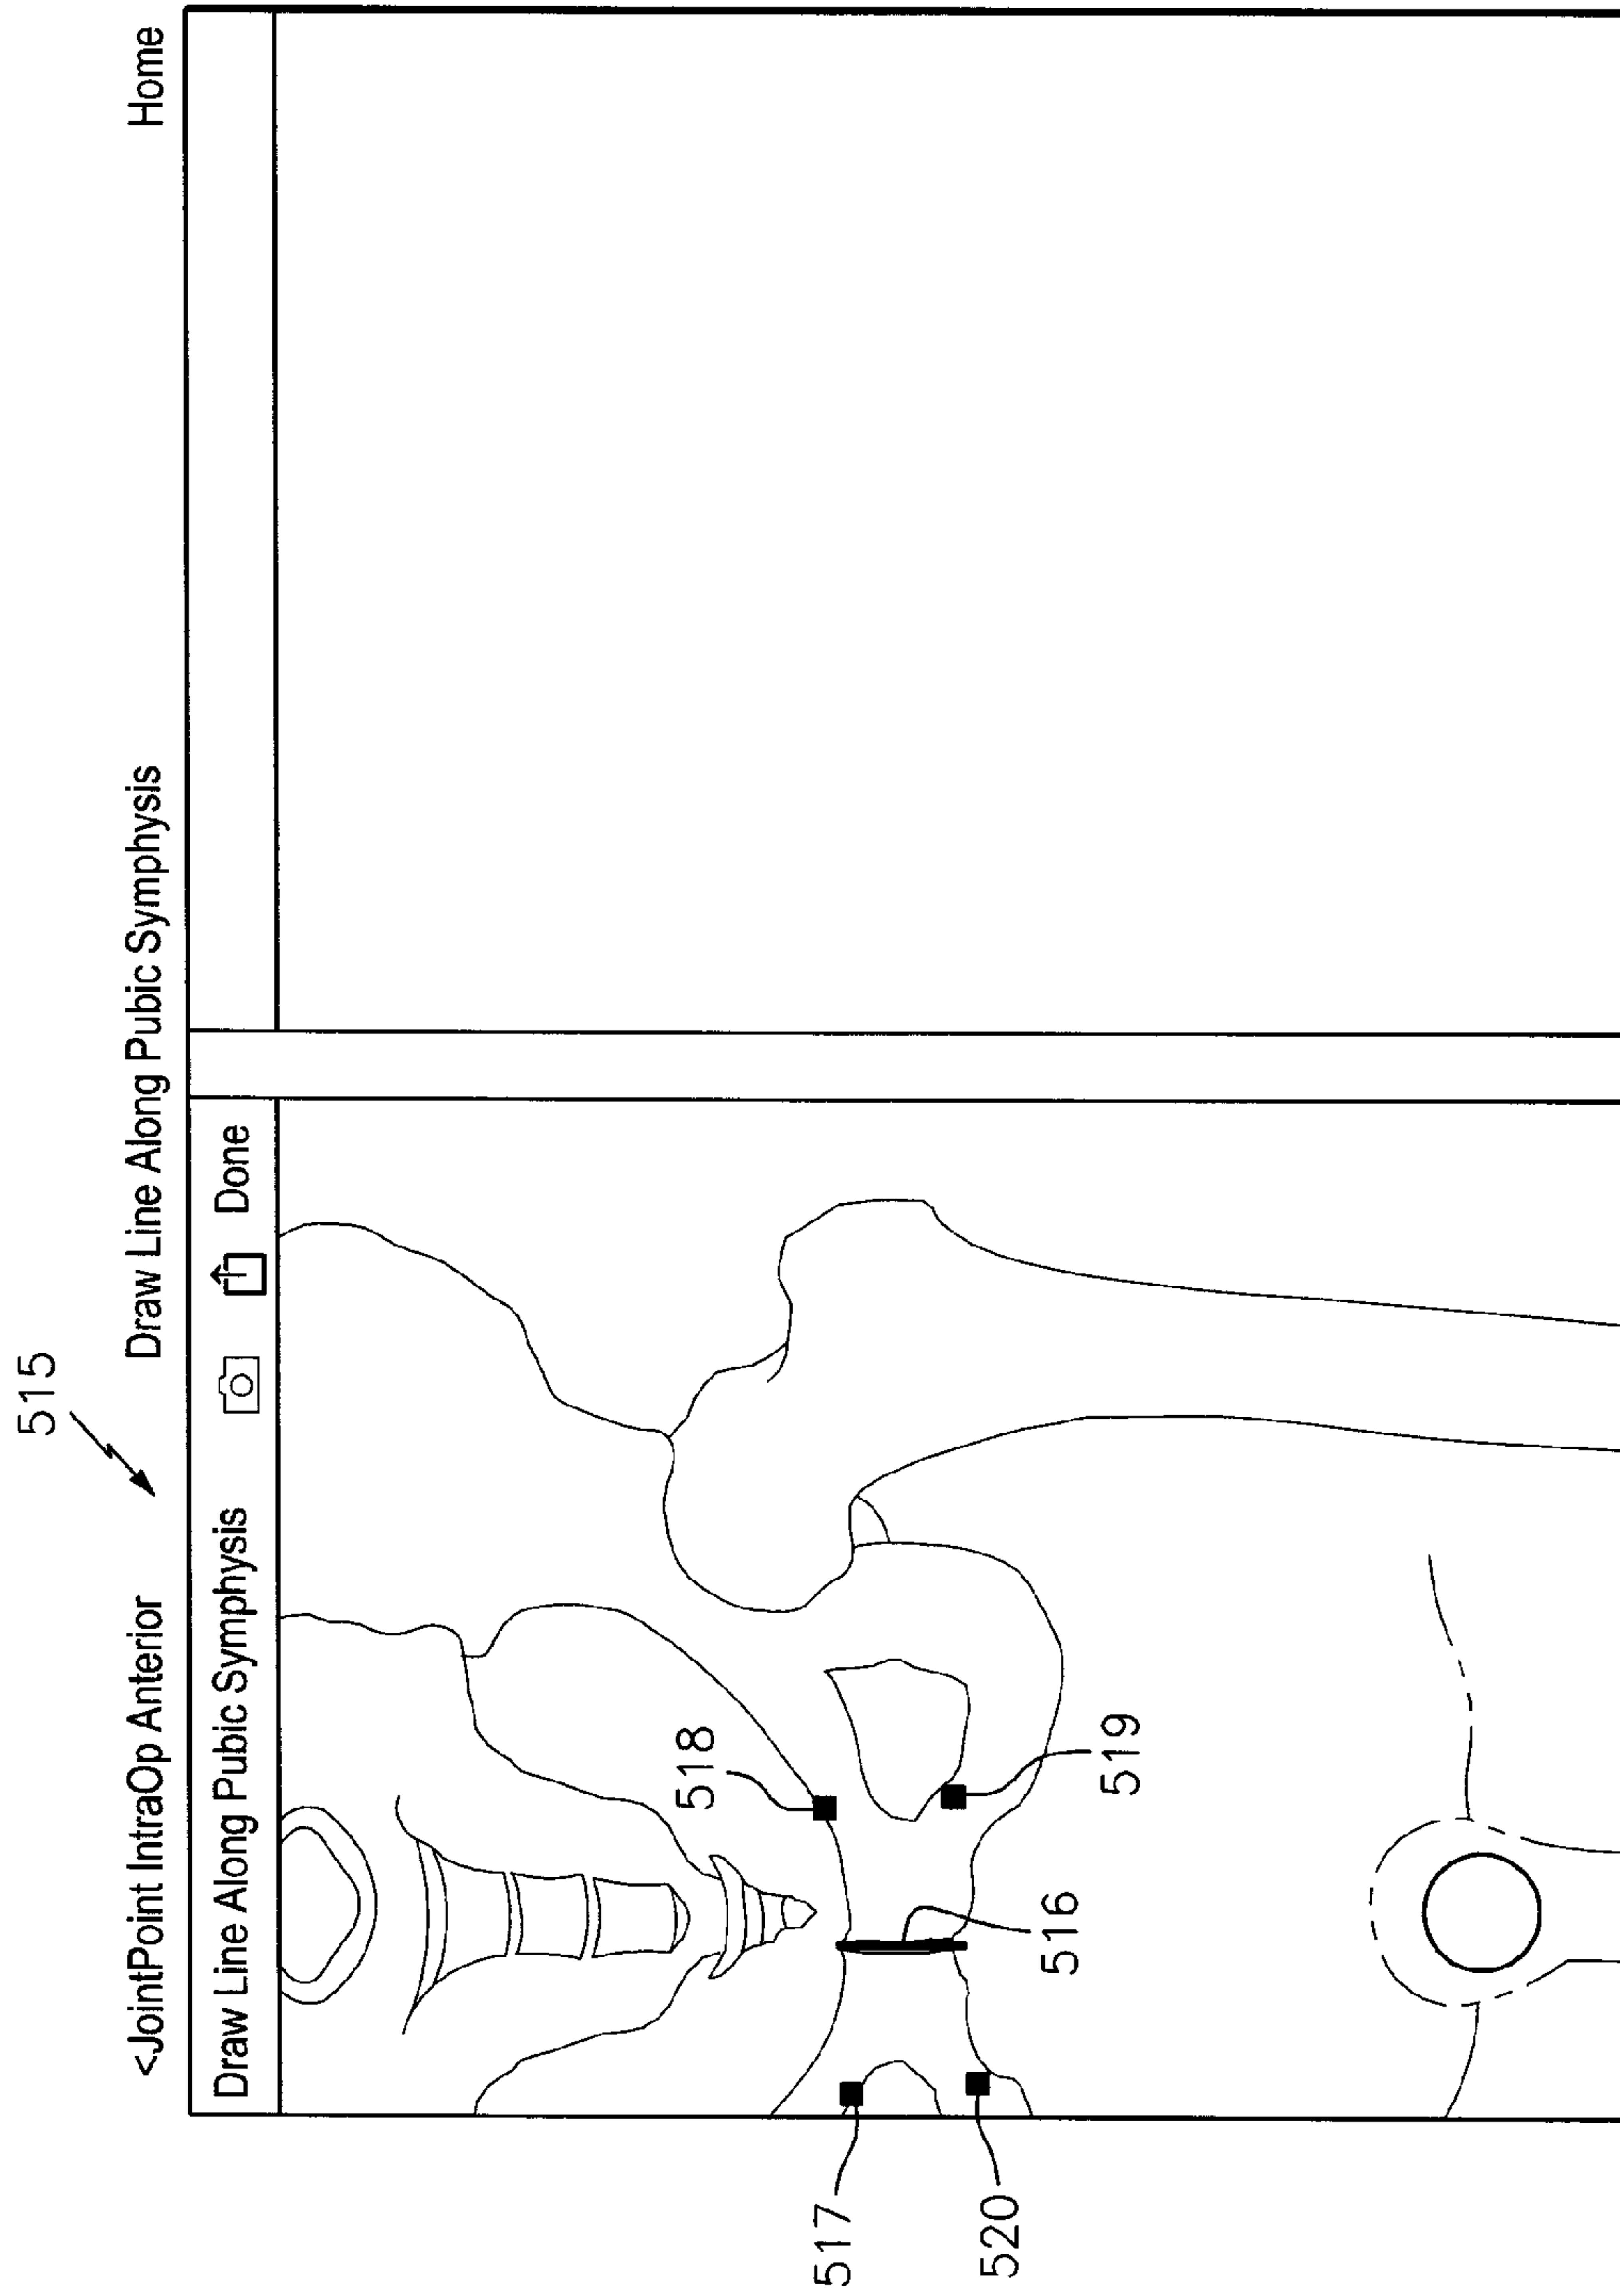 515
<JointPoint IntraOp Anterior
Draw Line Along Pubic Symphysis
Home
Draw Line Along Pubic Symphysis
Done
518
517
516
519
520